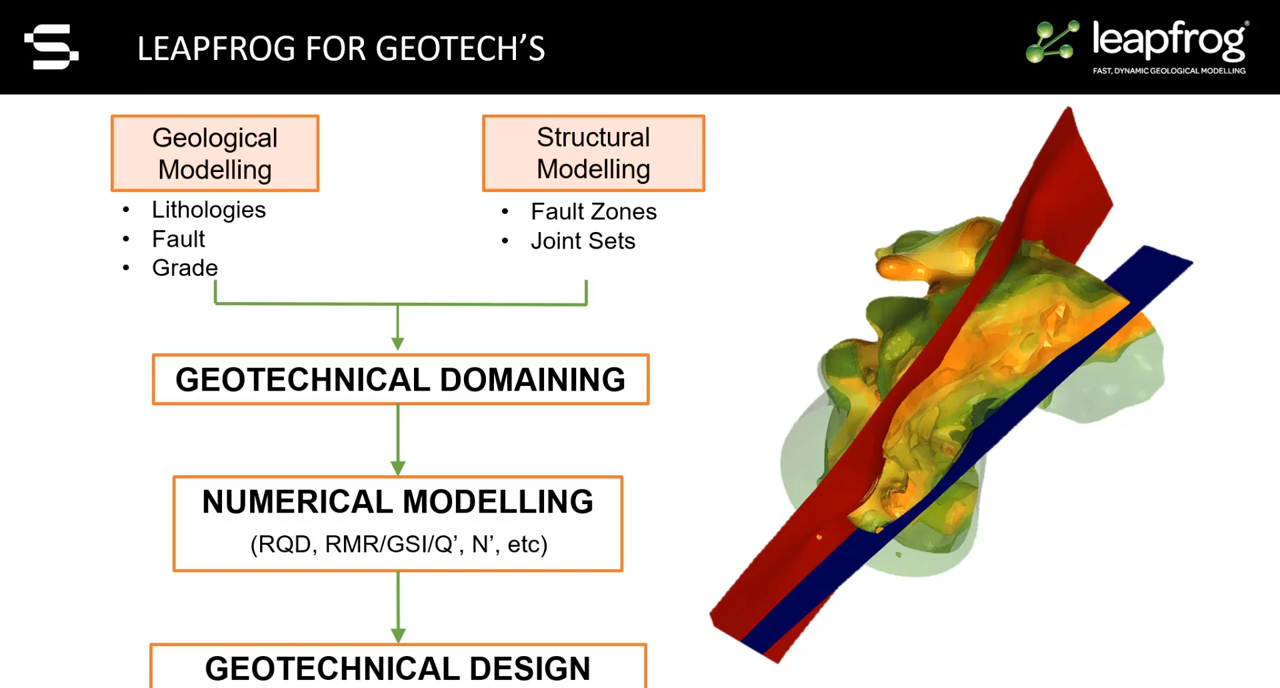 LEAPFROG FOR GEOTECH'S
leapfrog®
FAST, DYNAMIC GEOLOGICAL MODELLING
Geological
Modelling
• Lithologies
• Fault
• Grade
Structural
Modelling
• Fault Zones
• Joint Sets
GEOTECHNICAL DOMAINING
NUMERICAL MODELLING
(RQD, RMR/GSI/Q’, N’, etc)
GEOTECHNICAL DESIGN